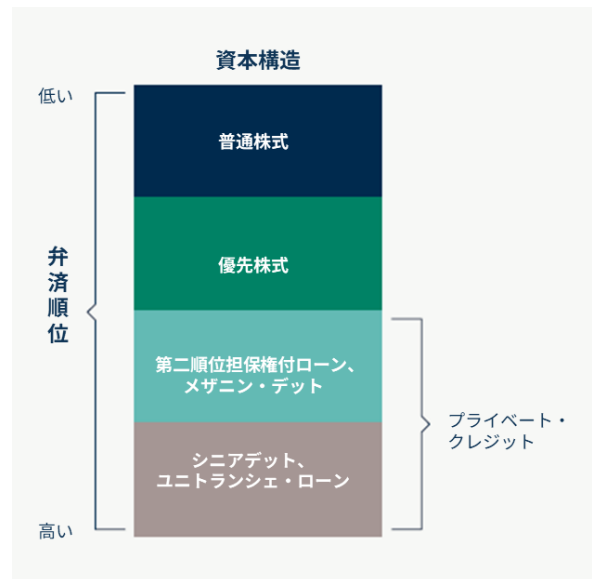 資本構造
低い
普通株式
弁済順位
優先株式
第二順位担保権付ローン、
メザニン・デット
プライベート・
クレジット
シニアデット、
ユニトランシェ・ローン
高い